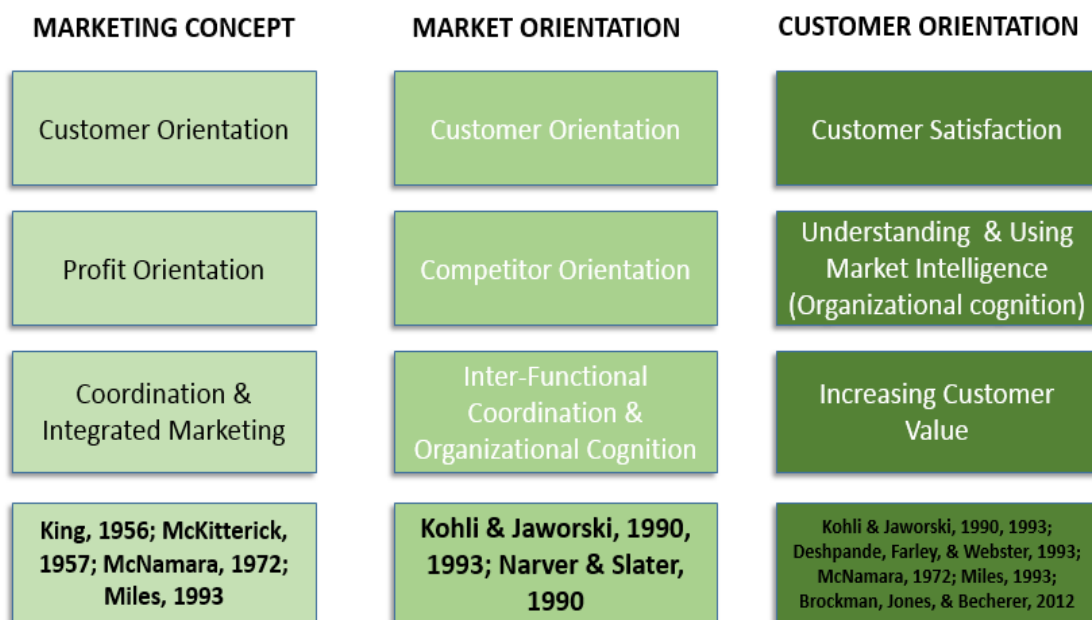 MARKETING CONCEPT
MARKET ORIENTATION
CUSTOMER ORIENTATION
Customer Orientation
Customer Orientation
Customer Satisfaction
Profit Orientation
Competitor Orientation
Understanding & Using
Market Intelligence
(Organizational cognition)
Coordination &
Integrated Marketing
Inter-Functional
Coordination &
Organizational Cognition
Increasing Customer
Value
King, 1956; McKitterick,
1957; McNamara, 1972;
Miles, 1993
Kohli & Jaworski, 1990,
1993; Narver & Slater,
1990
Kohli & Jaworski, 1990, 1993;
Deshpande, Farley, & Webster, 1993;
McNamara, 1972; Miles, 1993;
Brockman, Jones, & Becherer, 2012